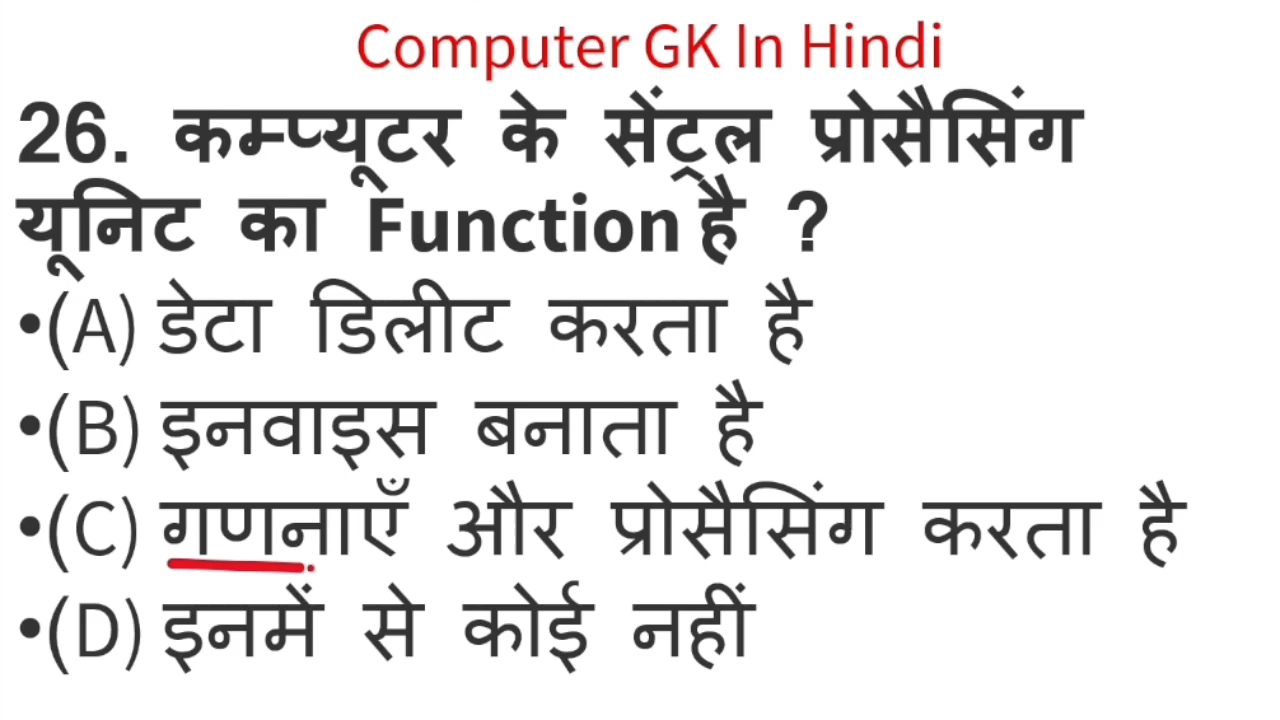 Computer GK In Hindi
26. कम्प्यूटर के सेंट्रल प्रोसैसिंग
यूनिट का Function है ?
•(A) डेटा डिलीट करता है
•(B) इनवाइस बनाता है
•(C) गणनाएँ और प्रोसैसिंग करता है
•(D) इनमें से कोई नहीं